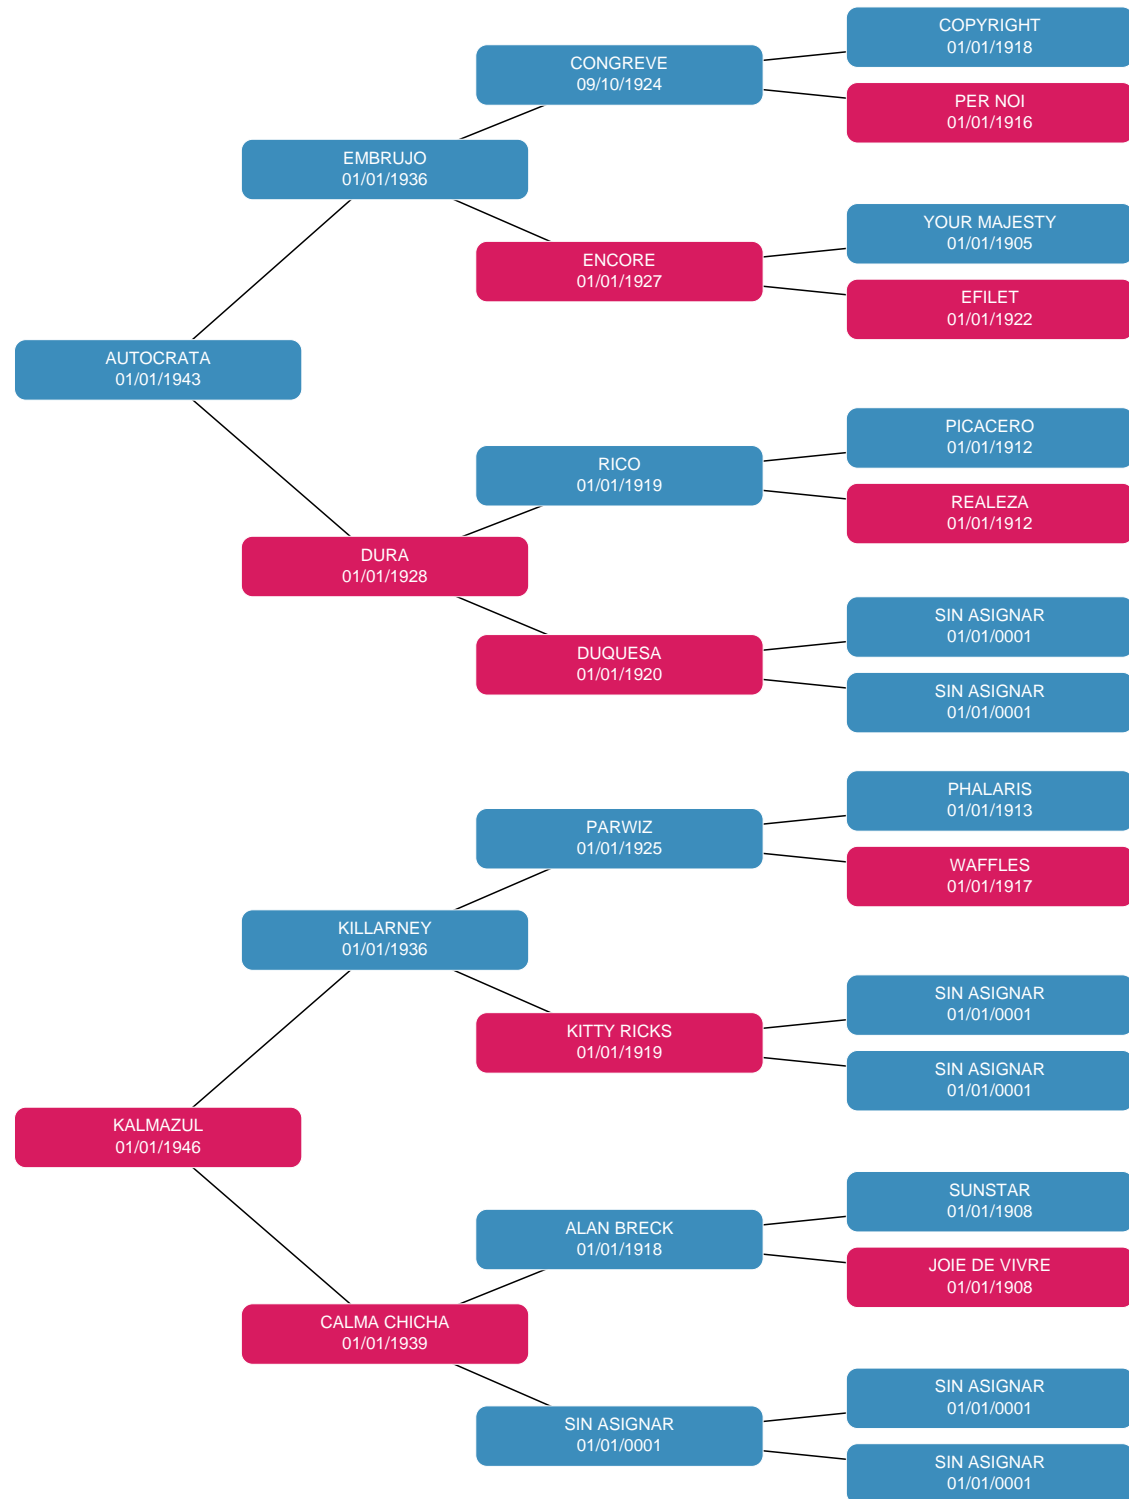 COPYRIGHT
01/01/1918
CONGREVE
09/10/1924
PER NOI
01/01/1916
EMBRUJO
01/01/1936
YOUR MAJESTY
01/01/1905
ENCORE
01/01/1927
EFILET
01/01/1922
AUTOCRATA
01/01/1943
PICACERO
01/01/1912
RICO
01/01/1919
REALEZA
01/01/1912
DURA
01/01/1928
SIN ASIGNAR
01/01/0001
DUQUESA
01/01/1920
SIN ASIGNAR
01/01/0001
PHALARIS
01/01/1913
PARWIZ
01/01/1925
WAFFLES
01/01/1917
KILLARNEY
01/01/1936
SIN ASIGNAR
01/01/0001
KITTY RICKS
01/01/1919
SIN ASIGNAR
01/01/0001
KALMAZUL
01/01/1946
SUNSTAR
01/01/1908
ALAN BRECK
01/01/1918
JOIE DE VIVRE
01/01/1908
CALMA CHICHA
01/01/1939
SIN ASIGNAR
01/01/0001
SIN ASIGNAR
01/01/0001
SIN ASIGNAR
01/01/0001